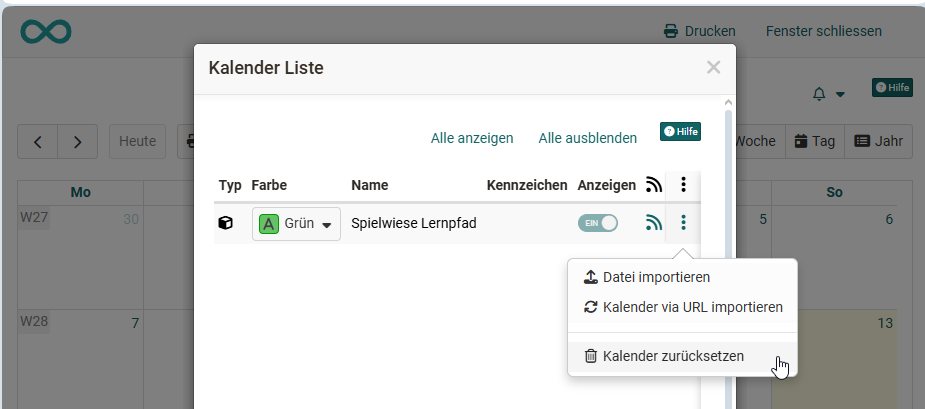 Drucken Fenster schliessen
Kalender Liste
Hilfe
Alle anzeigen Alle ausblenden Hilfe
Heute
Woche Tag Jahr
Typ Farbe Name Kennzeichen Anzeigen
Mo So
W27 30 5 6
A Grün Spielwiese Lernpfad EIN
Datei importieren
Kalender via URL importieren
W28 7 13
Kalender zurücksetzen